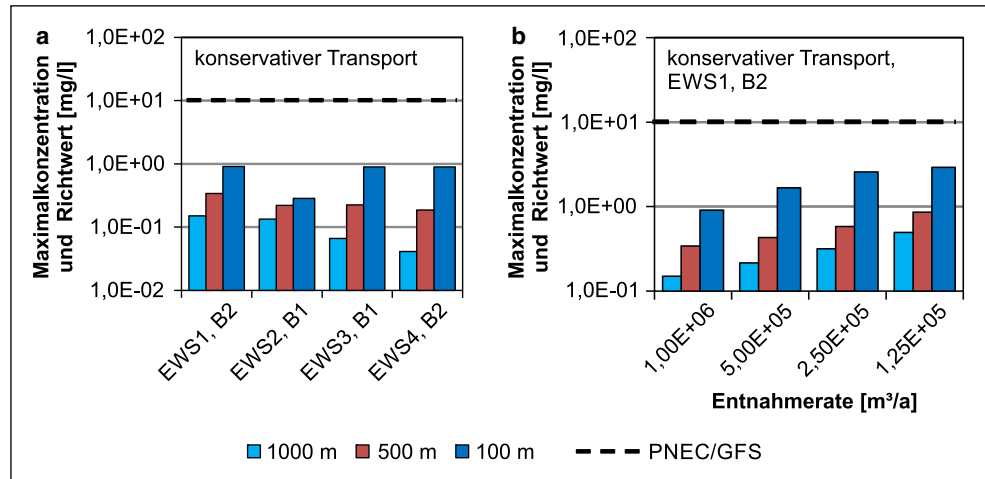 a
1,0E+02
1,0E+01
1,0E+00
1,0E-01
1,0E-02
Maximalkonzentration
und Richtwert [mg/l]
konservativer Transport
EWS1, B2
EWS2, B1
EWS3, B1
EWS4, B2
b
1,0E+02
1,0E+01
1,0E+00
1,0E-01
Maximalkonzentration
und Richtwert [mg/l]
konservativer Transport,
EWS1, B2
1,00E+06
5,00E+05
2,50E+05
1,25E+05
Entnahmerate [m³/a]
1000 m
500 m
100 m
PNEC/GFS